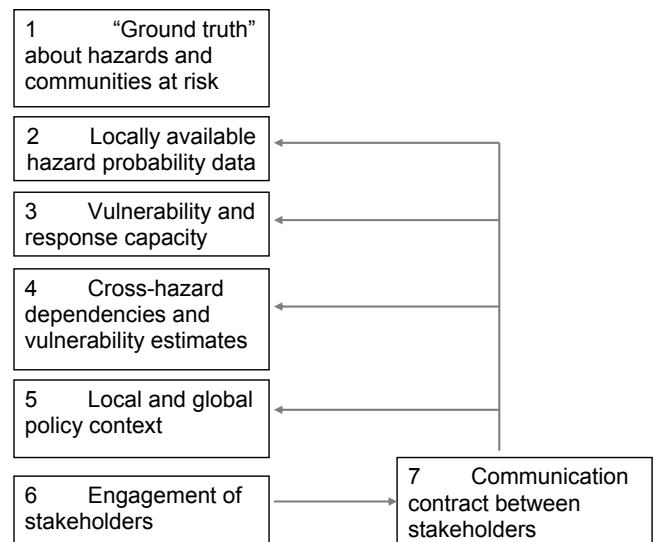 1 “Ground truth”
about hazards and
communities at risk
2 Locally available
hazard probability data
3 Vulnerability and
response capacity
4 Cross-hazard
dependencies and
vulnerability estimates
5 Local and global
policy context
6 Engagement of
stakeholders
7 Communication
contract between
stakeholders